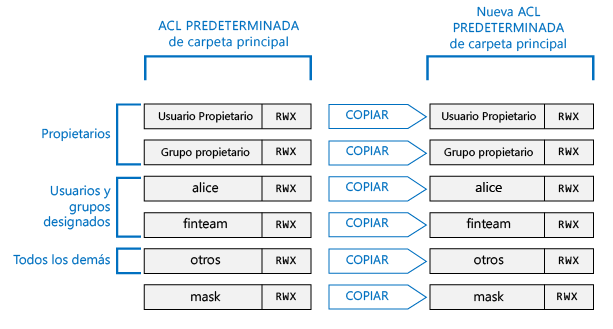 ACL PREDETERMINADA
de carpeta principal
Nueva ACL
PREDETERMINADA
de carpeta principal
Propietarios
Usuario Propietario RWX COPIAR Usuario Propietario RWX
Grupo propietario RWX COPIAR Grupo propietario RWX
Usuarios y
grupos
designados
alice RWX COPIAR alice RWX
finteam RWX COPIAR finteam RWX
Todos los demás
otros RWX COPIAR otros RWX
mask RWX COPIAR mask RWX